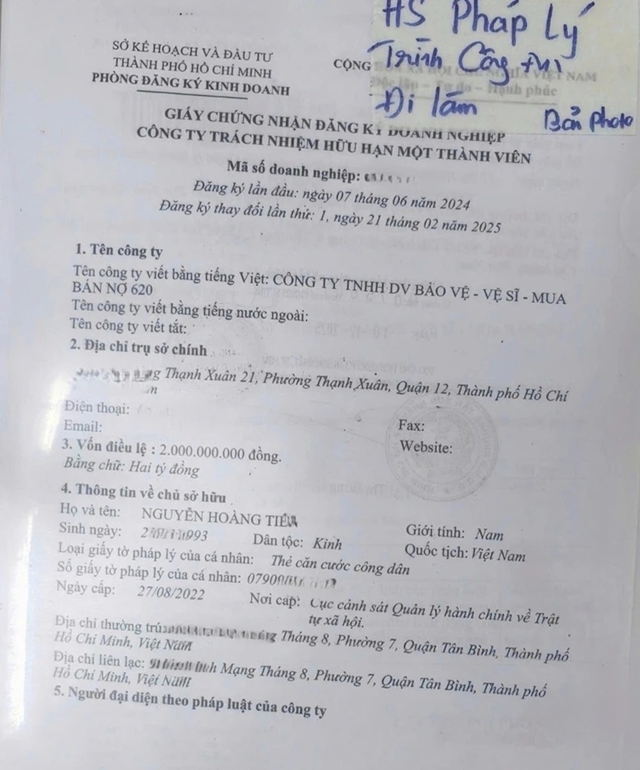 HS Pháp Lý
Trình Công An
Đi làm
Bản Photo
SỞ KẾ HOẠCH VÀ ĐẦU TƯ
THÀNH PHỐ HỒ CHÍ MINH
PHÒNG ĐĂNG KÝ KINH DOANH
CỘNG NGHĨA VIỆT NAM
Hạnh phúc
GIẤY CHỨNG NHẬN ĐĂNG KÝ DOANH NGHIỆP
CÔNG TY TRÁCH NHIỆM HỮU HẠN MỘT THÀNH VIÊN
Mã số doanh nghiệp:
Đăng ký lần đầu: ngày 07 tháng 06 năm 2024
Đăng ký thay đổi lần thứ: 1, ngày 21 tháng 02 năm 2025
1. Tên công ty
Tên công ty viết bằng tiếng Việt: CÔNG TY TNHH DV BẢO VỆ - VỆ SĨ - MUA
BÁN NỢ 620
Tên công ty viết bằng tiếng nước ngoài:
Tên công ty viết tắt:
2. Địa chỉ trụ sở chính
Thạnh Xuân 21, Phường Thạnh Xuân, Quận 12, Thành phố Hồ Chí
Điện thoại: Fax:
Email: Website:
3. Vốn điều lệ : 2.000.000.000 đồng.
Bằng chữ: Hai tỷ đồng
4. Thông tin về chủ sở hữu
Họ và tên: NGUYỄN HOÀNG Giới tính: Nam
Sinh ngày: Dân tộc: Kinh Quốc tịch: Việt Nam
Loại giấy tờ pháp lý của cá nhân: Thẻ căn cước công dân
Số giấy tờ pháp lý của cá nhân:
Ngày cấp: 27/08/2022 Nơi cấp: Cục cảnh sát Quản lý hành chính về Trật
tự xã hội.
Địa chỉ thường trú: Tháng 8, Phường 7, Quận Tân Bình, Thành phố
Hồ Chí Minh, Việt Nam
Địa chỉ liên lạc: Mạng Tháng 8, Phường 7, Quận Tân Bình, Thành phố
Hồ Chí Minh, Việt Nam
5. Người đại diện theo pháp luật của công ty